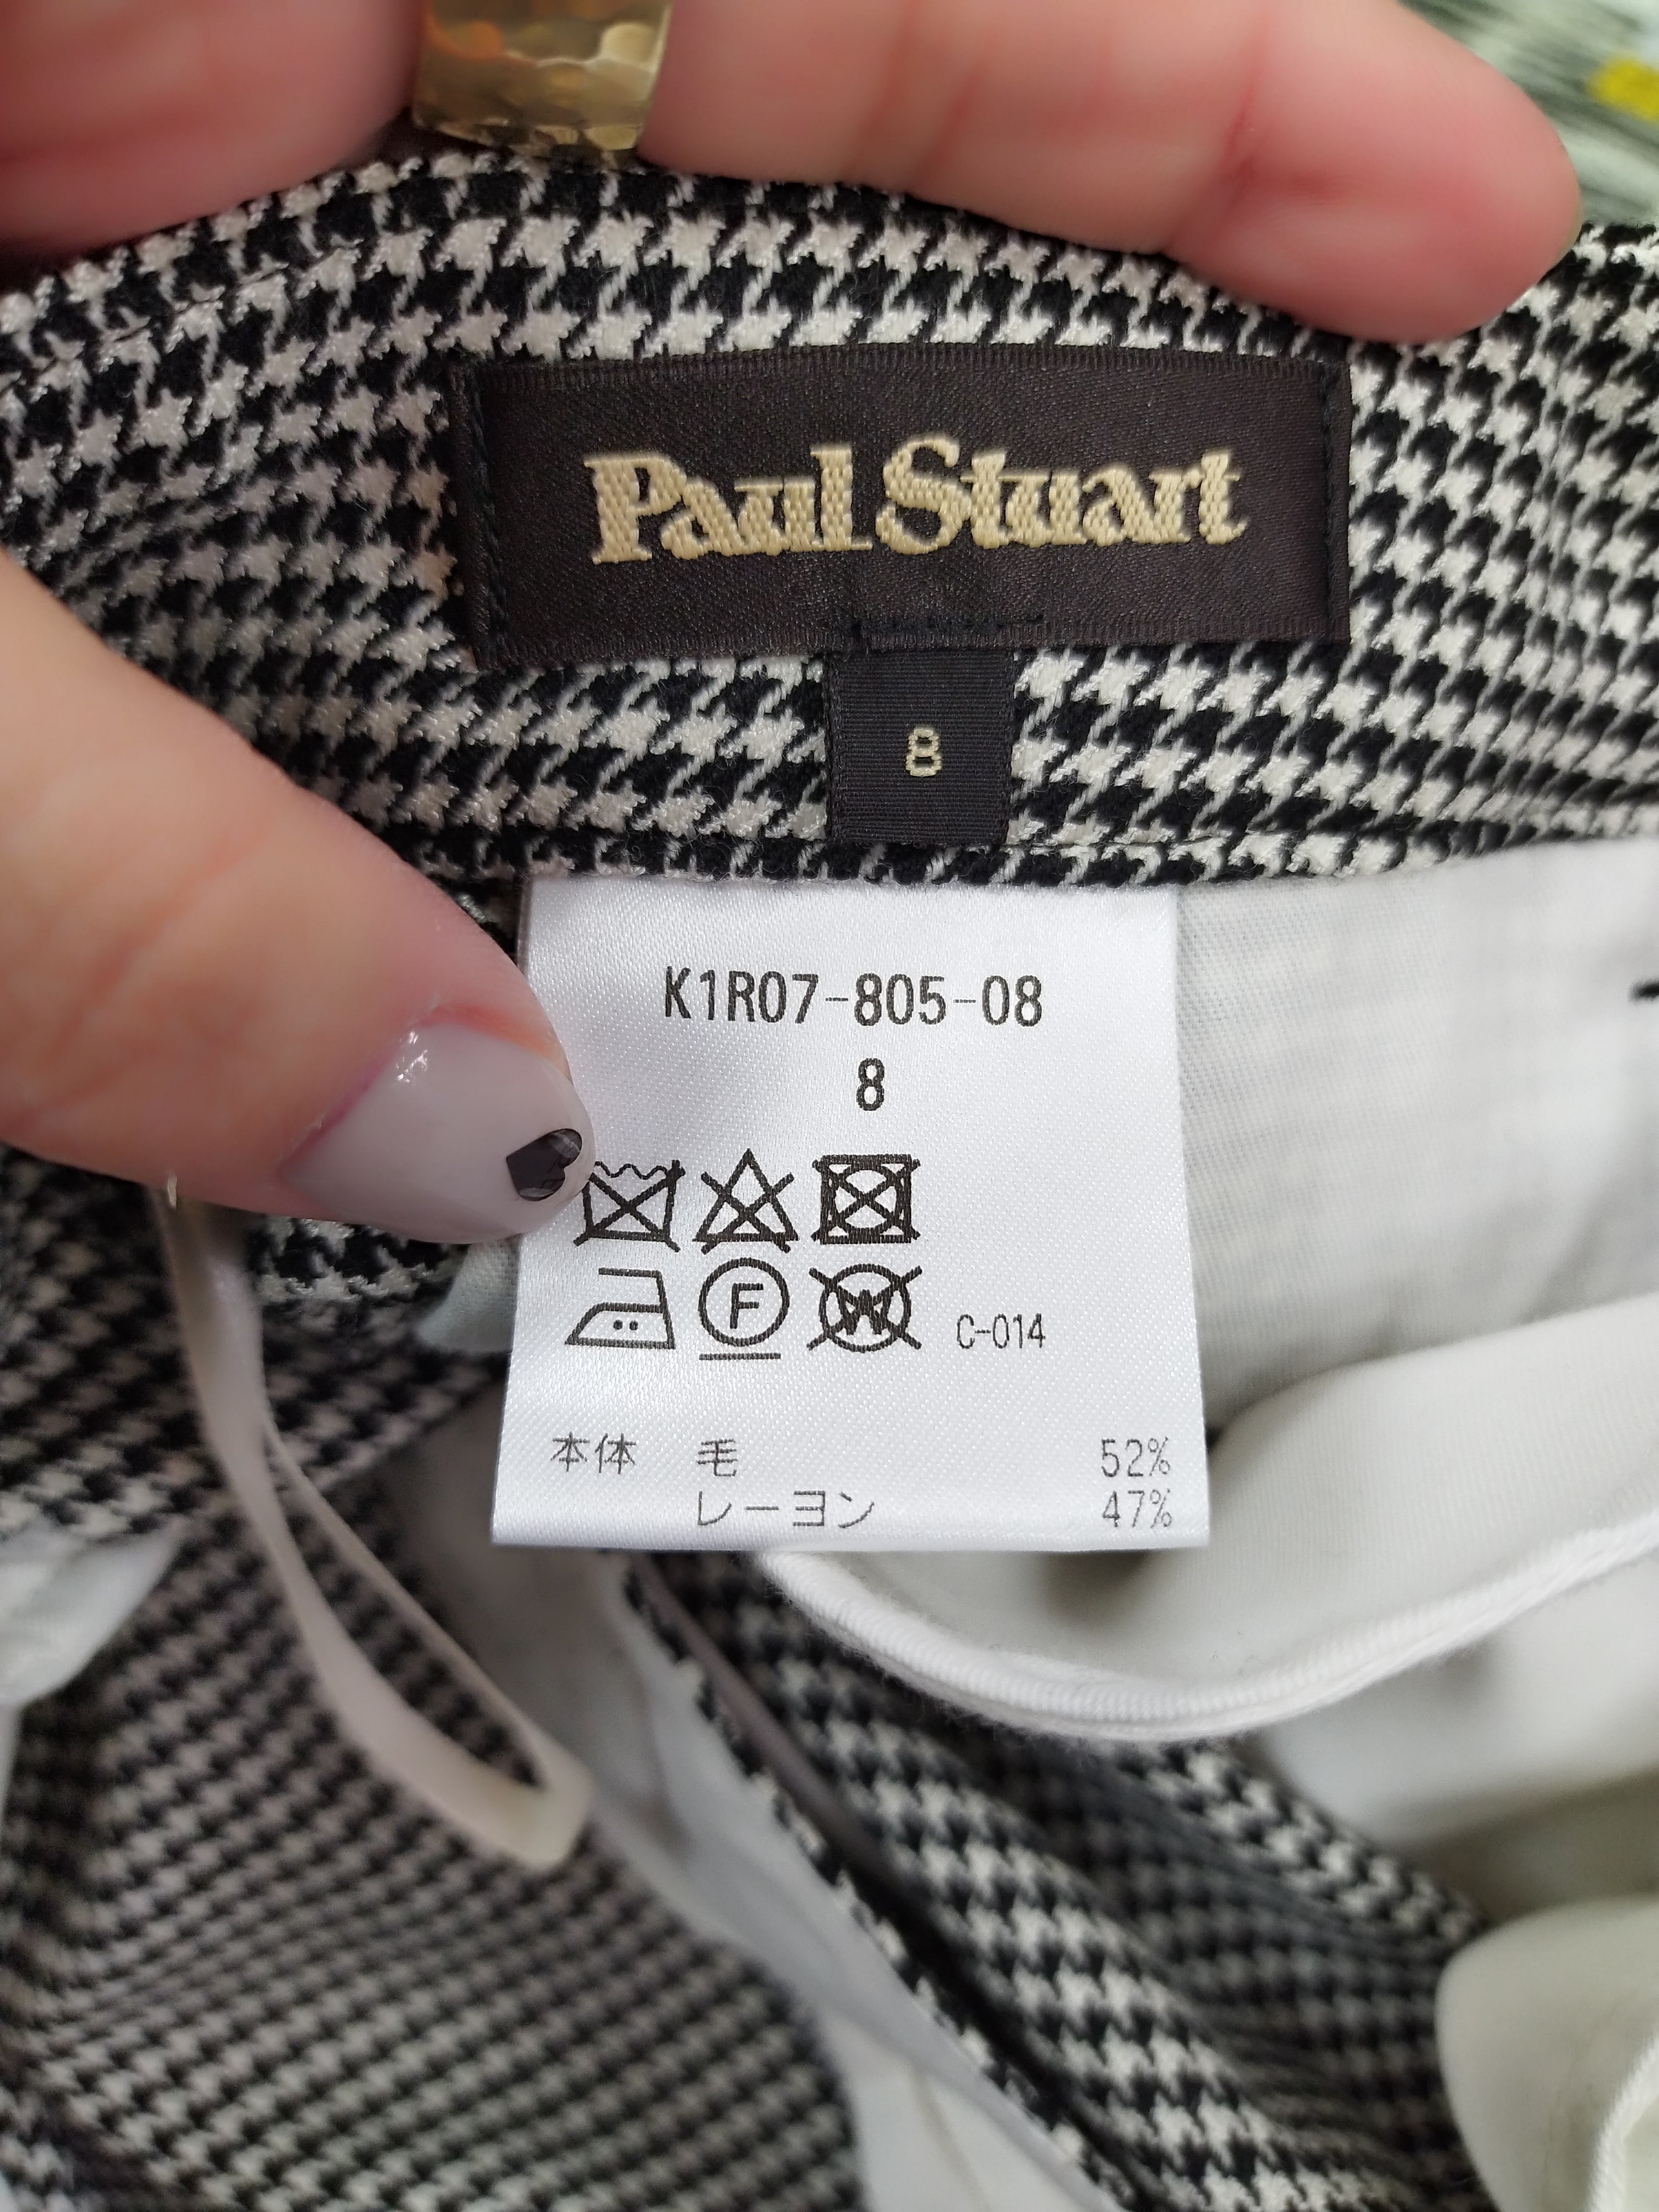 Paul Stuart
8
K1R07-805-08
8
F W C-014
本体 毛 52%
レーヨン 47%